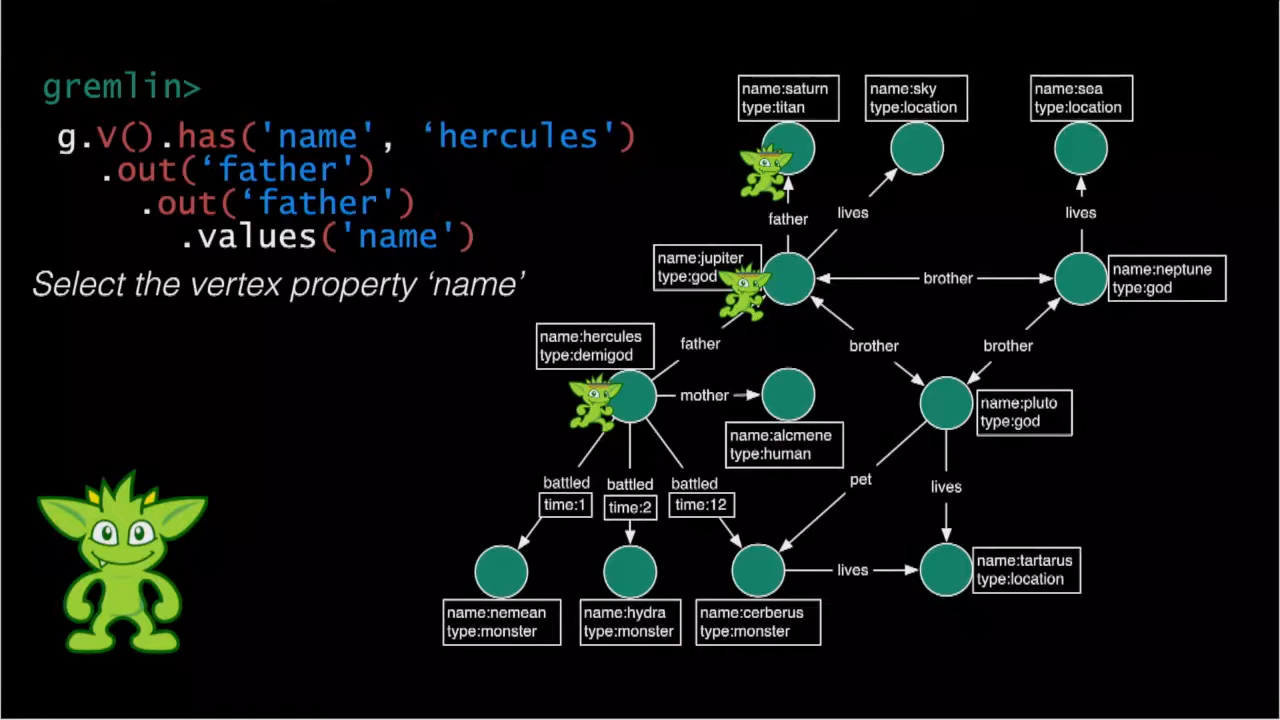 gremlin>
g.V().has('name', ‘hercules')
.out(‘father')
.out(‘father')
.values('name')
Select the vertex property ‘name’
name:saturn
type:titan
name:sky
type:location
name:sea
type:location
father
lives
lives
name:jupiter
type:god
brother
name:neptune
type:god
name:hercules
type:demigod
father
brother
brother
mother
name:pluto
type:god
name:alcmene
type:human
battled
time:1
battled
time:2
battled
time:12
pet
lives
lives
name:tartarus
type:location
name:nemean
type:monster
name:hydra
type:monster
name:cerberus
type:monster